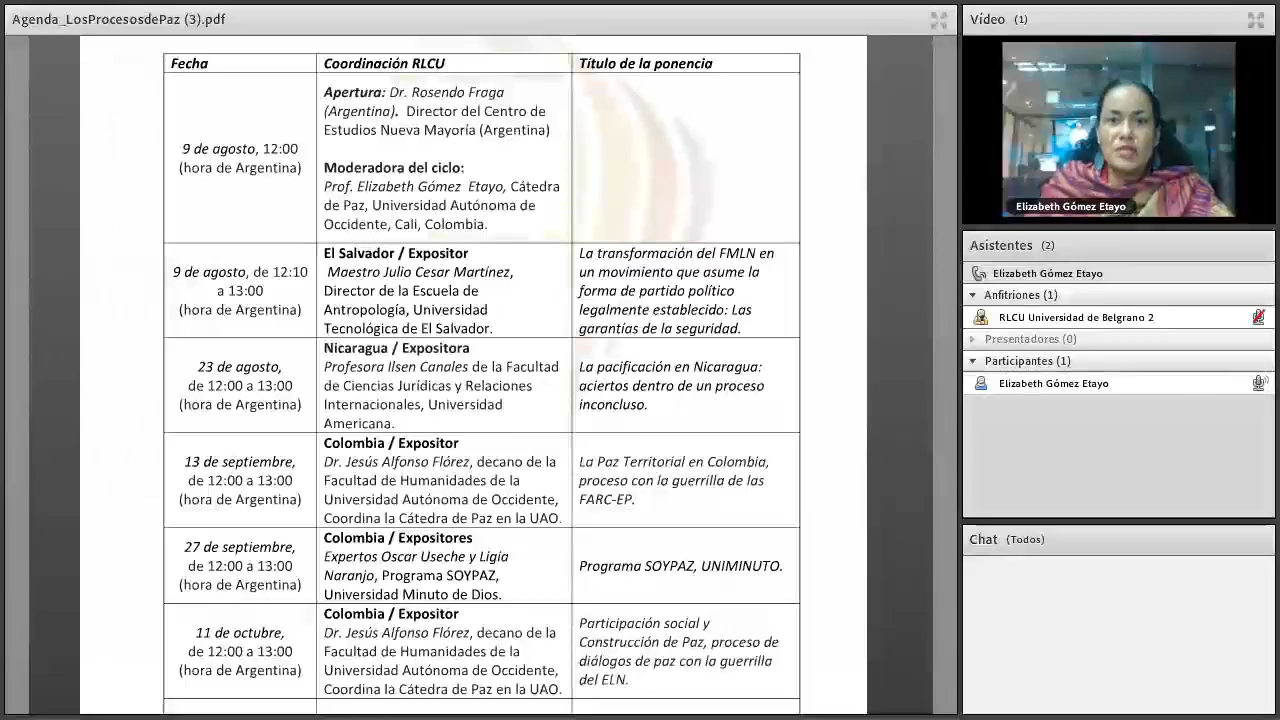 Agenda_LosProcesosdePaz (3).pdf
Fecha
Coordinación RLCU
Título de la ponencia
9 de agosto, 12:00
(hora de Argentina)
Apertura: Dr. Rosendo Fraga
(Argentina). Director del Centro de
Estudios Nueva Mayoría (Argentina)
Moderadora del ciclo:
Prof. Elizabeth Gómez Etayo, Cátedra
de Paz, Universidad Autónoma de
Occidente, Cali, Colombia.
9 de agosto, de 12:10
a 13:00
(hora de Argentina)
El Salvador / Expositor
Maestro Julio Cesar Martínez,
Director de la Escuela de
Antropología, Universidad
Tecnológica de El Salvador.
La transformación del FMLN en
un movimiento que asume la
forma de partido político
legalmente establecido: Las
garantías de la seguridad.
23 de agosto,
de 12:00 a 13:00
(hora de Argentina)
Nicaragua / Expositora
Profesora Ilsen Canales de la Facultad
de Ciencias Jurídicas y Relaciones
Internacionales, Universidad
Americana.
La pacificación en Nicaragua:
aciertos dentro de un proceso
inconcluso.
13 de septiembre,
de 12:00 a 13:00
(hora de Argentina)
Colombia / Expositor
Dr. Jesús Alfonso Flórez, decano de la
Facultad de Humanidades de la
Universidad Autónoma de Occidente,
Coordina la Cátedra de Paz en la UAO.
La Paz Territorial en Colombia,
proceso con la guerrilla de las
FARC-EP.
27 de septiembre,
de 12:00 a 13:00
(hora de Argentina)
Colombia / Expositores
Expertos Oscar Useche y Ligia
Naranjo, Programa SOYPAZ,
Universidad Minuto de Dios.
Programa SOYPAZ, UNIMINUTO.
11 de octubre,
de 12:00 a 13:00
(hora de Argentina)
Colombia / Expositor
Dr. Jesús Alfonso Flórez, decano de la
Facultad de Humanidades de la
Universidad Autónoma de Occidente,
Coordina la Cátedra de Paz en la UAO.
Participación social y
Construcción de Paz, proceso de
diálogos de paz con la guerrilla
del ELN.
Vídeo (1)
Elizabeth Gómez Etayo
Asistentes (2)
Elizabeth Gómez Etayo
Anfitriones (1)
RLCU Universidad de Belgrano 2
Presentadores (0)
Participantes (1)
Elizabeth Gómez Etayo
Chat (Todos)